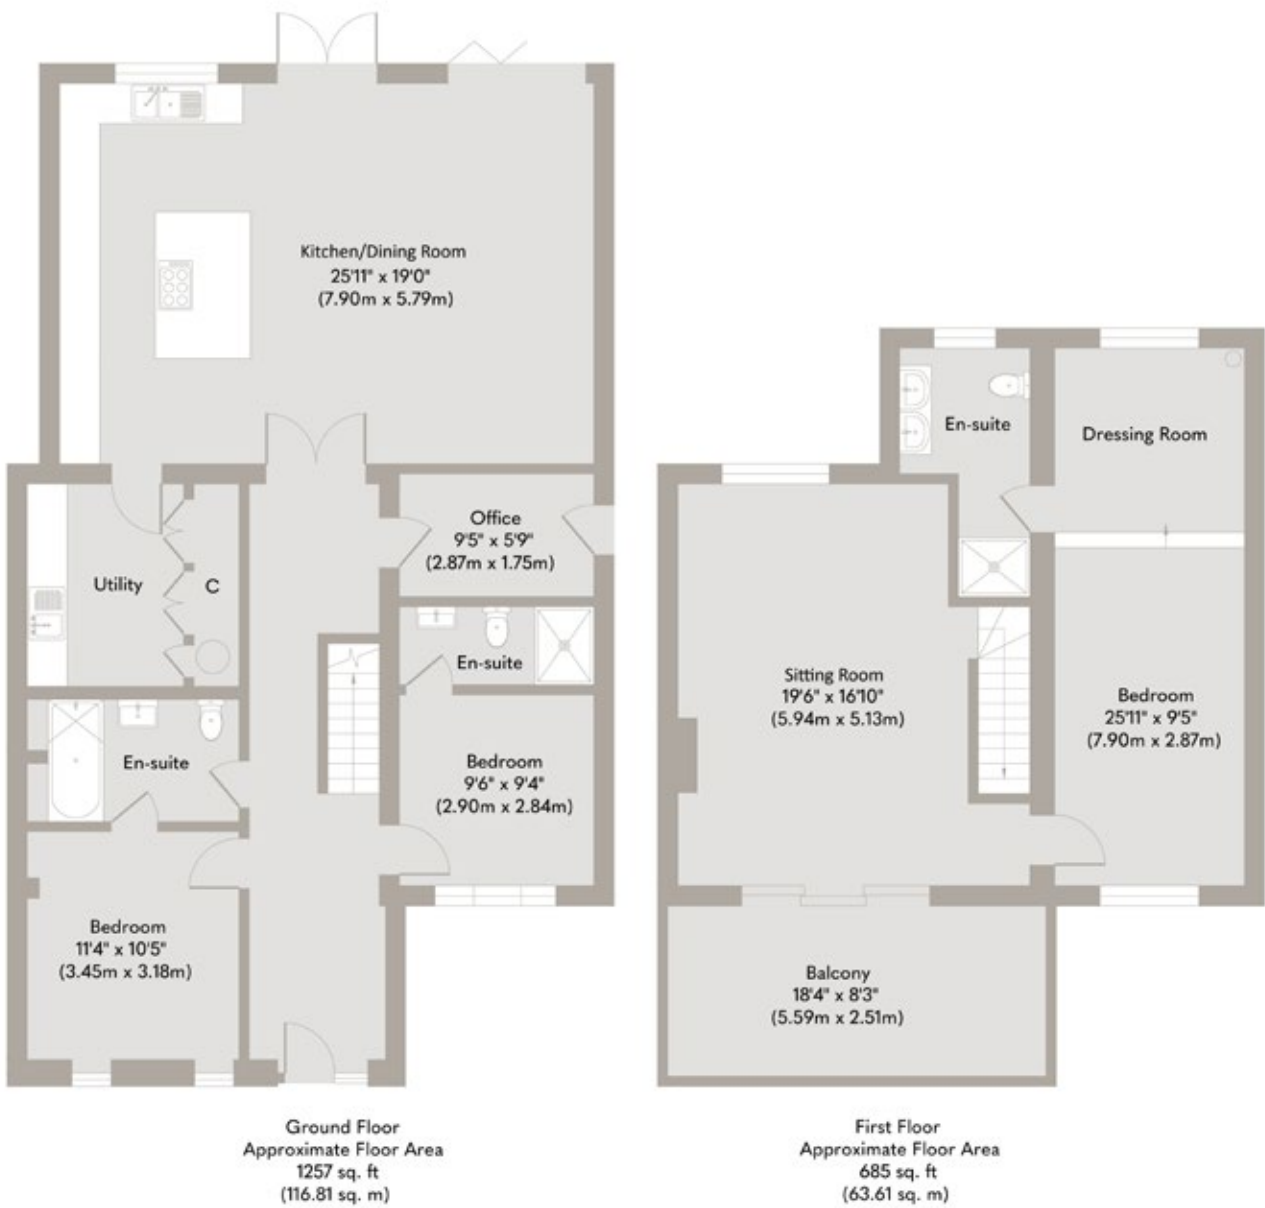 Kitchen/Dining Room
25'11" x 19'0"
(7.90m x 5.79m)
Office
9'5" x 5'9"
(2.87m x 1.75m)
Utility
C
En-suite
En-suite
Bedroom
9'6" x 9'4"
(2.90m x 2.84m)
Bedroom
11'4" x 10'5"
(3.45m x 3.18m)
Ground Floor
Approximate Floor Area
1257 sq. ft
(116.81 sq. m)
En-suite
Dressing Room
Sitting Room
19'6" x 16'10"
(5.94m x 5.13m)
Bedroom
25'11" x 9'5"
(7.90m x 2.87m)
Balcony
18'4" x 8'3"
(5.59m x 2.51m)
First Floor
Approximate Floor Area
685 sq. ft
(63.61 sq. m)